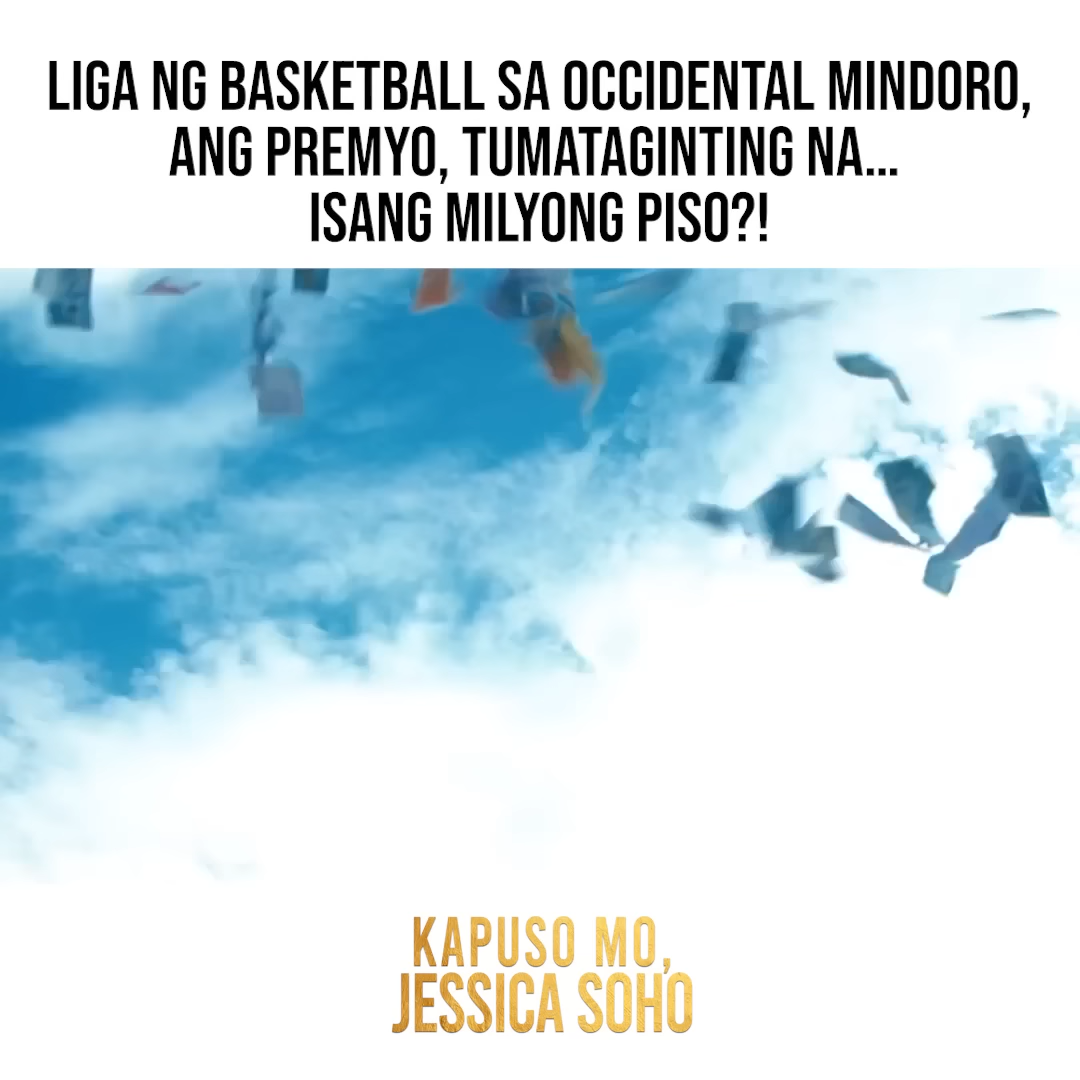 LIGA NG BASKETBALL SA OCCIDENTAL MINDORO,
ANG PREMYO, TUMATAGINTING NA...
ISANG MILYONG PISO?!
KAPUSO MO,
JESSICA SOHO